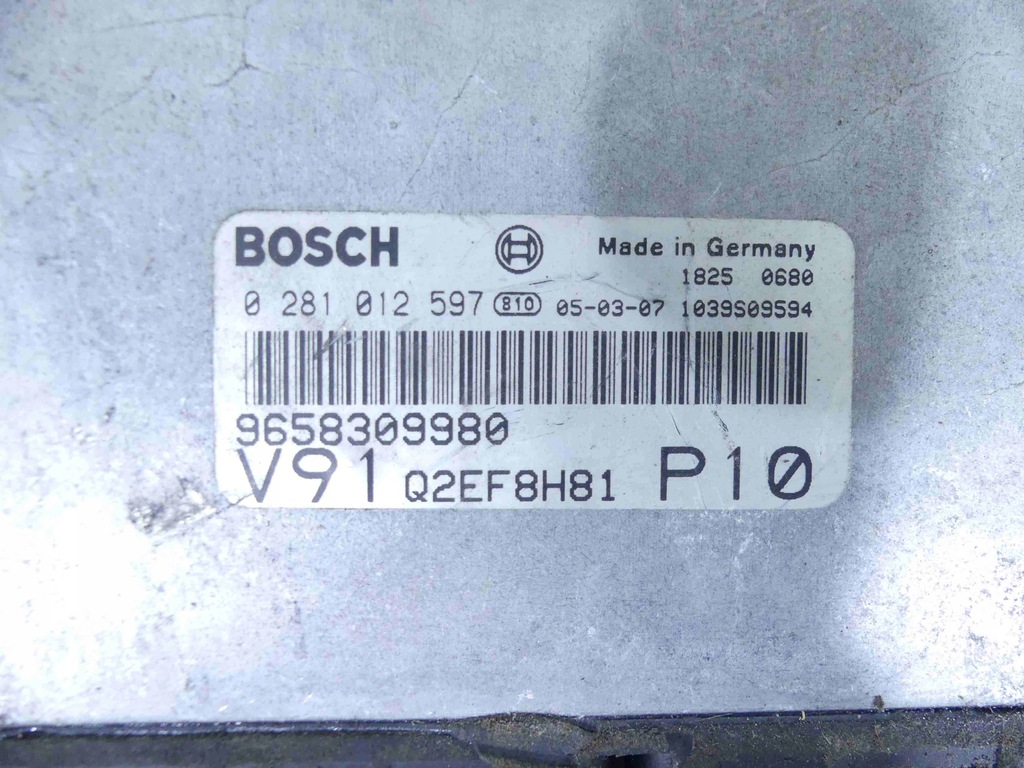 BOSCH Made in Germany
1825 0680
0 281 012 597 810 05-03-07 1039S09594
9658309980
V91 Q2EF8H81 P10